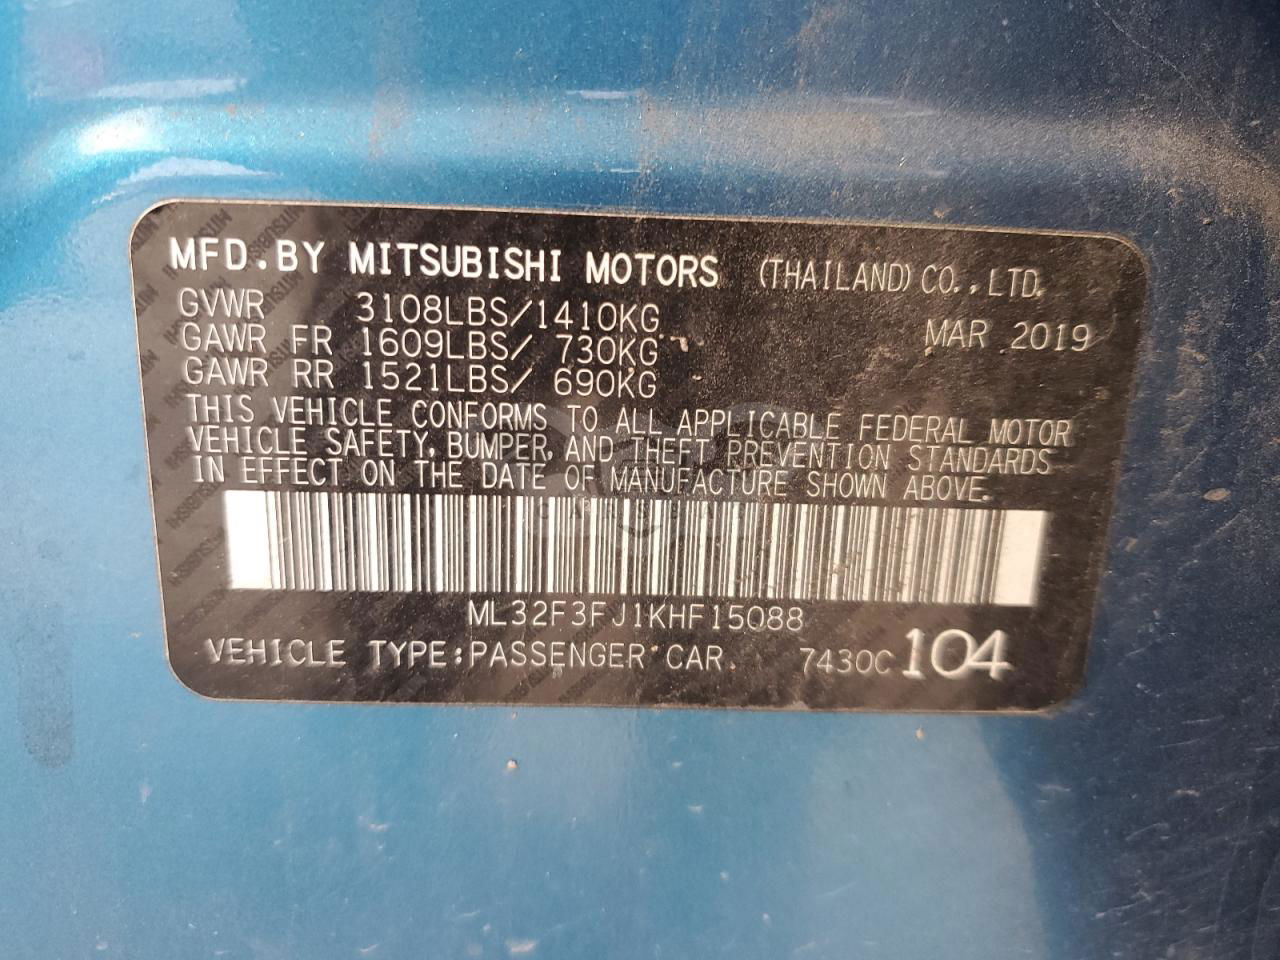 MFD.BY MITSUBISHI MOTORS (THAILAND) CO.,LTD.
GVWR 3108LBS/1410KG MAR 2019
GAWR FR 1609LBS/ 730KG
GAWR RR 1521LBS/ 690KG
THIS VEHICLE CONFORMS TO ALL APPLICABLE FEDERAL MOTOR
VEHICLE SAFETY, BUMPER, AND THEFT PREVENTION STANDARDS
IN EFFECT ON THE DATE OF MANUFACTURE SHOWN ABOVE.
ML32F3FJ1KHF15088
VEHICLE TYPE:PASSENGER CAR 7430C 104